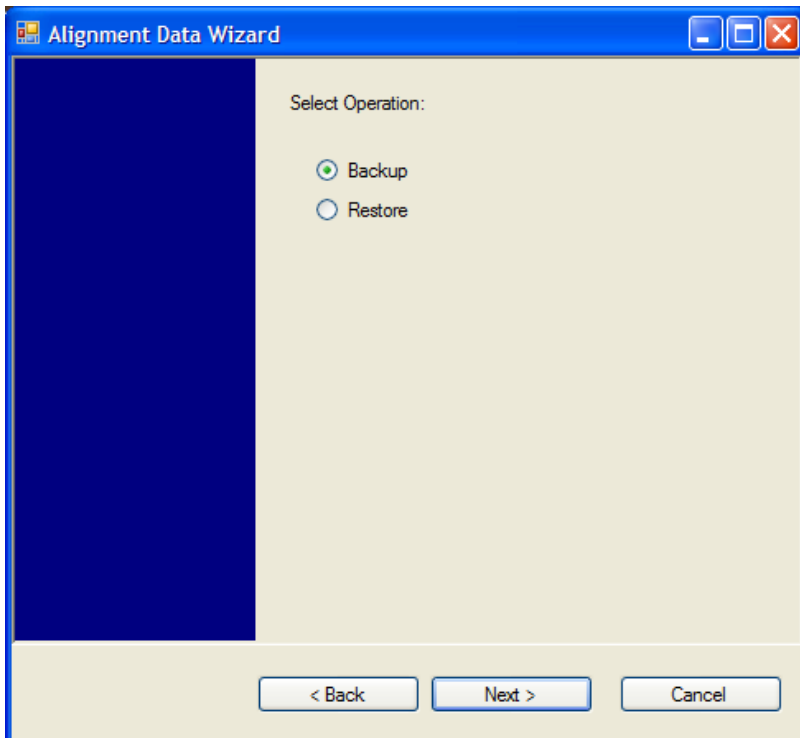 Alignment Data Wizard
Select Operation:
Backup
Restore
< Back Next > Cancel